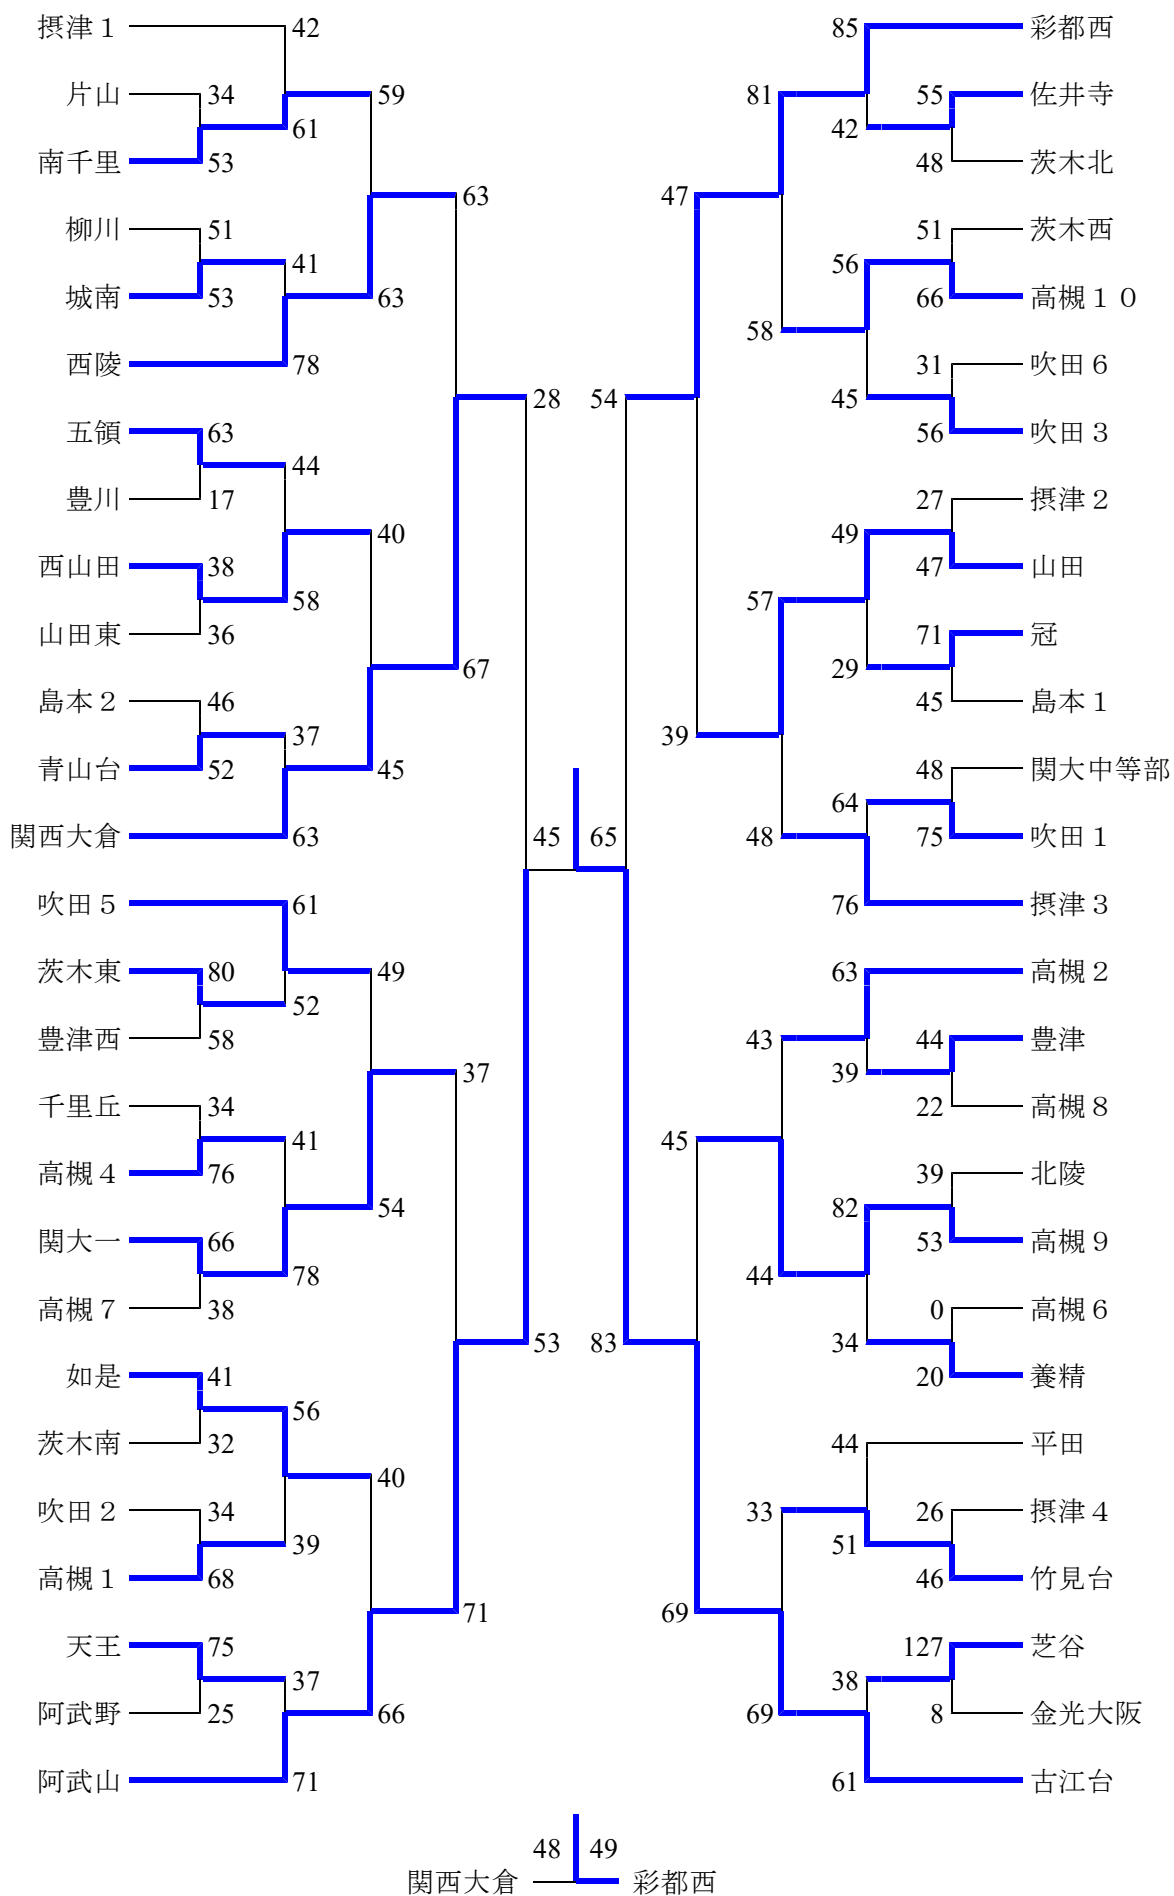 摂津１ 42 85 彩都西
片山 34 59 81 55 佐井寺
61 42
南千里 53 48 茨木北
63 47
柳川 51 51 茨木西
41 56
城南 53 63 66 高槻１０
58
西陵 78 31 吹田６
28 54 45
五領 63 56 吹田３
44
豊川 17 27 摂津２
40 49
西山田 38 47 山田
58 57
山田東 36 71 冠
67 29
島本２ 46 45 島本１
37 39
青山台 52 45 48 関大中等部
64
関西大倉 63 45 65 48 75 吹田１
吹田５ 61 76 摂津３
茨木東 80 49 63 高槻２
52
豊津西 58 43 44 豊津
37 39
千里丘 34 22 高槻８
41 45
高槻４ 76 39 北陵
54 82
関大一 66 53 高槻９
78 44
高槻７ 38 0 高槻６
53 83 34
如是 41 20 養精
56
茨木南 32 44 平田
40
吹田２ 34 33 26 摂津４
39 51
高槻１ 68 46 竹見台
71 69
天王 75 127 芝谷
37 38
阿武野 25 66 69 8 金光大阪
阿武山 71 61 古江台
48 49
関西大倉 彩都西